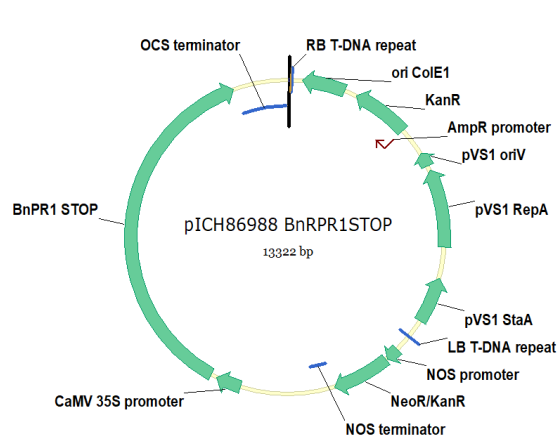 OCS terminator
RB T-DNA repeat
ori ColE1
KanR
AmpR promoter
pVS1 oriV
BnPR1 STOP
pVS1 RepA
pICH86988 BnRPR1STOP
13322 bp
pVS1 StaA
LB T-DNA repeat
NOS promoter
CaMV 35S promoter
NeoR/KanR
NOS terminator